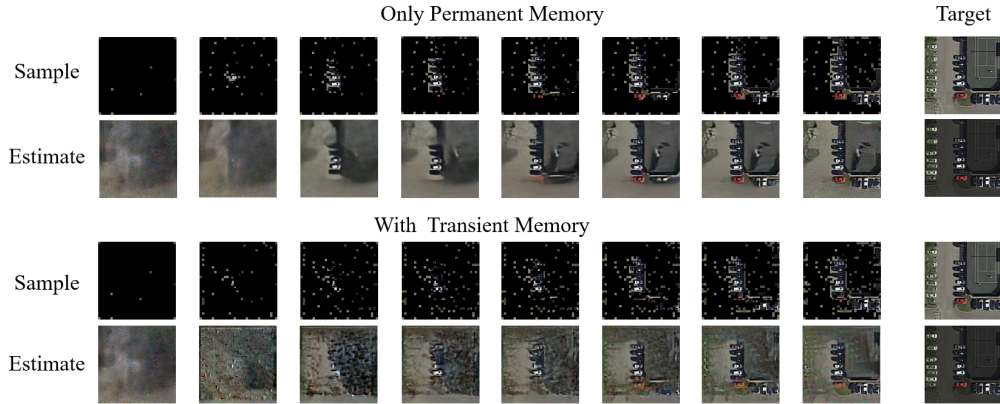 Only Permanent Memory
Target
Sample
Estimate
With Transient Memory
Sample
Estimate